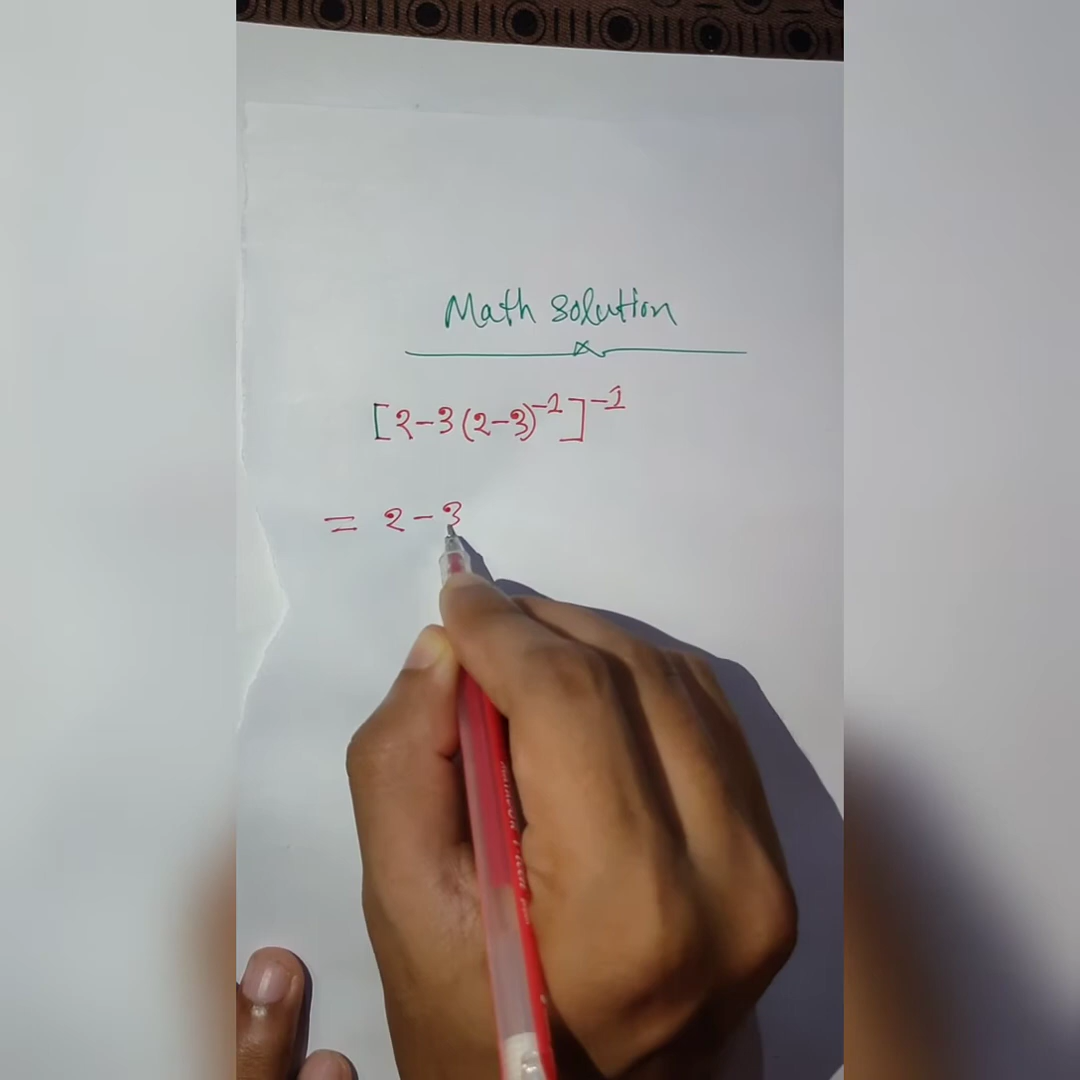 Math solution
[2-3(2-3)⁻¹]⁻¹
= 2-3